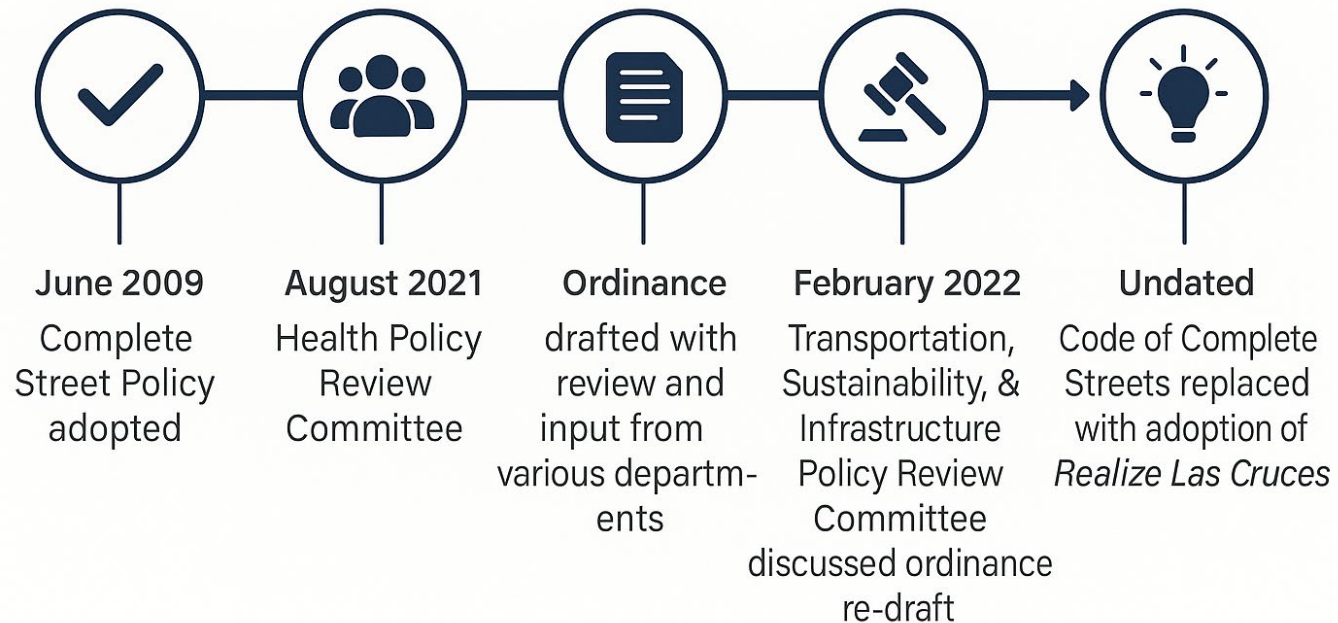 June 2009
Complete
Street Policy
adopted
August 2021
Health Policy
Review
Committee
Ordinance
drafted with
review and
input from
various departm-
ents
February 2022
Transportation,
Sustainability, &
Infrastructure
Policy Review
Committee
discussed ordinance
re-draft
Undated
Code of Complete
Streets replaced
with adoption of
Realize Las Cruces